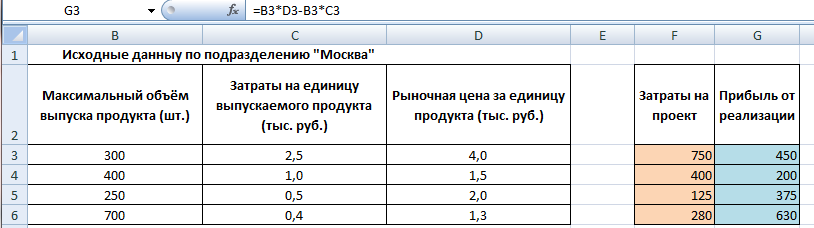 G3 fx =B3*D3-B3*C3
B C D E F G
1 Исходные данныу по подразделению "Москва"
Затраты на единицу
Максимальный объём выпускаемого продукта Рыночная цена за единицу Затраты на Прибыль от
выпуска продукта (шт.) (тыс. руб.) продукта (тыс. руб.) проект реализации
2
3 300 2,5 4,0 750 450
4 400 1,0 1,5 400 200
5 250 0,5 2,0 125 375
6 700 0,4 1,3 280 630